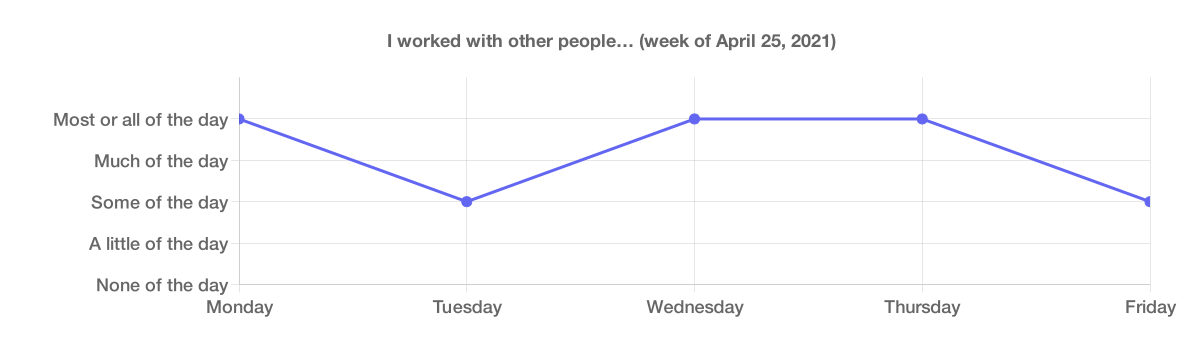 I worked with other people… (week of April 25, 2021)
Most or all of the day
Much of the day
Some of the day
A little of the day
None of the day
Monday Tuesday Wednesday Thursday Friday